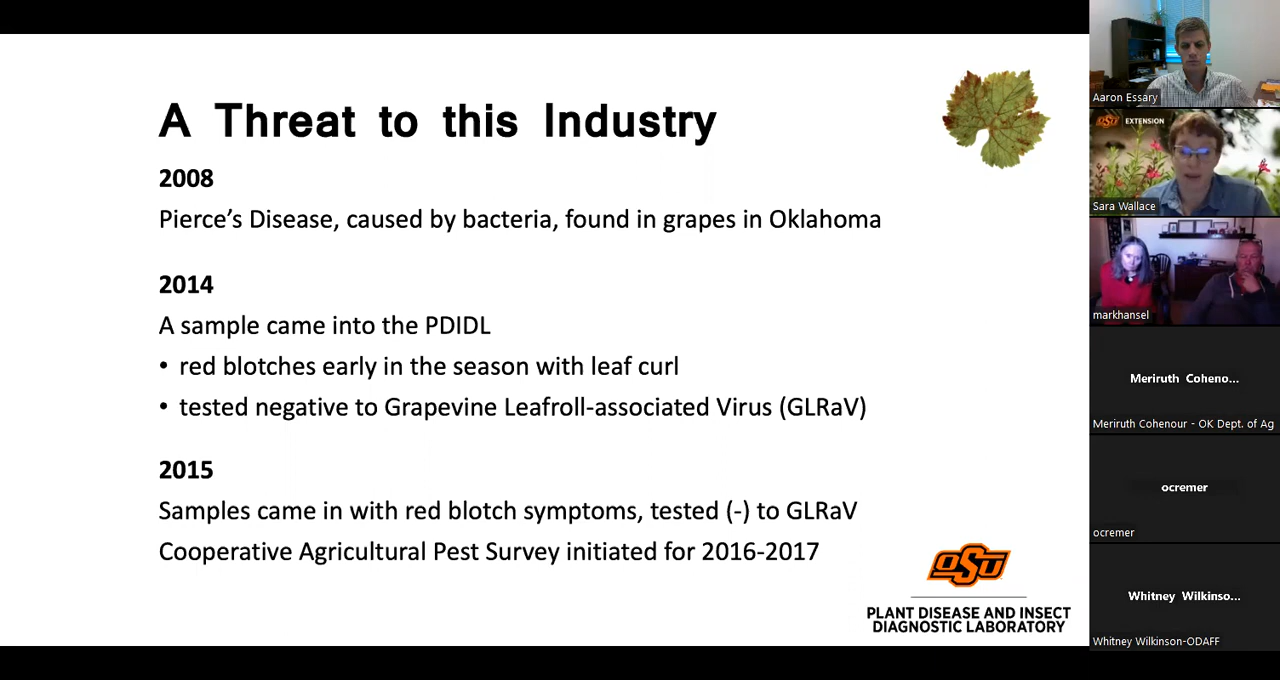 A Threat to this Industry
2008
Pierce's Disease, caused by bacteria, found in grapes in Oklahoma
2014
A sample came into the PDIDL
• red blotches early in the season with leaf curl
• tested negative to Grapevine Leafroll-associated Virus (GLRaV)
2015
Samples came in with red blotch symptoms, tested (-) to GLRaV
Cooperative Agricultural Pest Survey initiated for 2016-2017
OSU
PLANT DISEASE AND INSECT
DIAGNOSTIC LABORATORY
Aaron Essary
OSU EXTENSION
Sara Wallace
markhansel
Meriruth Coheno...
Meriruth Cohenour - OK Dept. of Ag
ocremer
ocremer
Whitney Wilkinso...
Whitney Wilkinson-ODAFF